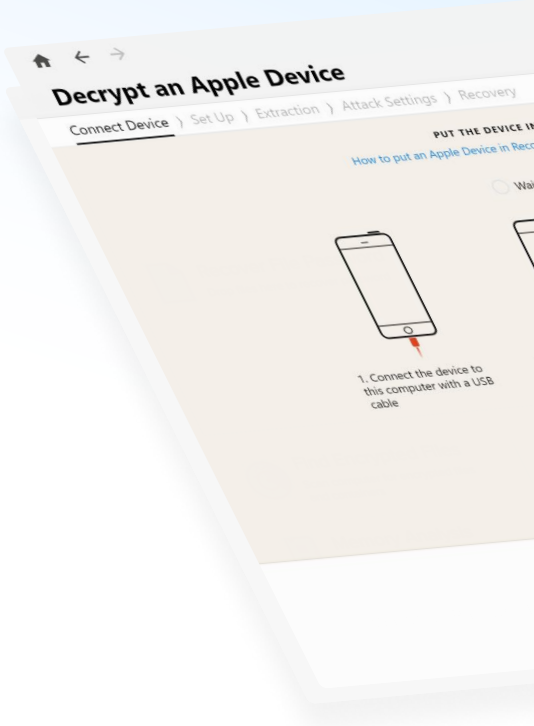 Decrypt an Apple Device
Connect Device 〉 Set Up 〉 Extraction 〉 Attack Settings 〉 Recovery
PUT THE DEVICE IN
How to put an Apple Device in Reco
Wai
1. Connect the device to
this computer with a USB
cable